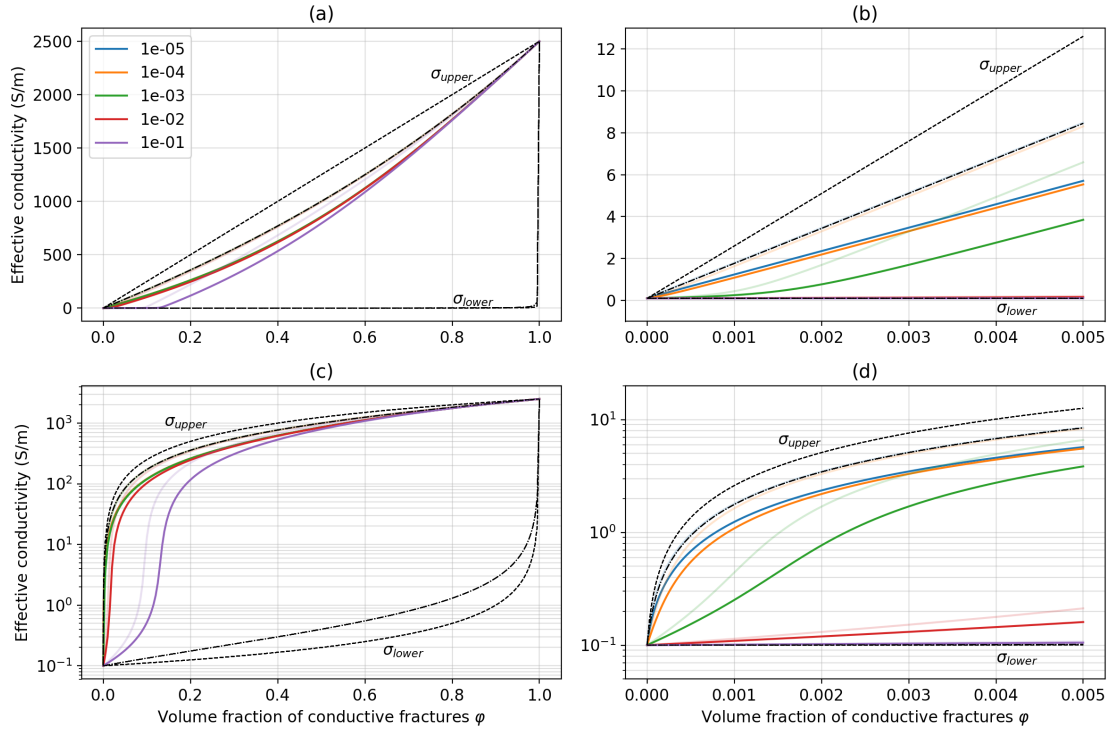 (a)
Effective conductivity (S/m)
2500
2000
1500
1000
500
0
0.0 0.2 0.4 0.6 0.8 1.0
1e-05
1e-04
1e-03
1e-02
1e-01
σupper
σlower
(b)
12
10
8
6
4
2
0
0.000 0.001 0.002 0.003 0.004 0.005
σupper
σlower
(c)
Effective conductivity (S/m)
10³
10²
10¹
10⁰
10⁻¹
0.0 0.2 0.4 0.6 0.8 1.0
σupper
σlower
Volume fraction of conductive fractures φ
(d)
10¹
10⁰
10⁻¹
0.000 0.001 0.002 0.003 0.004 0.005
σupper
σlower
Volume fraction of conductive fractures φ